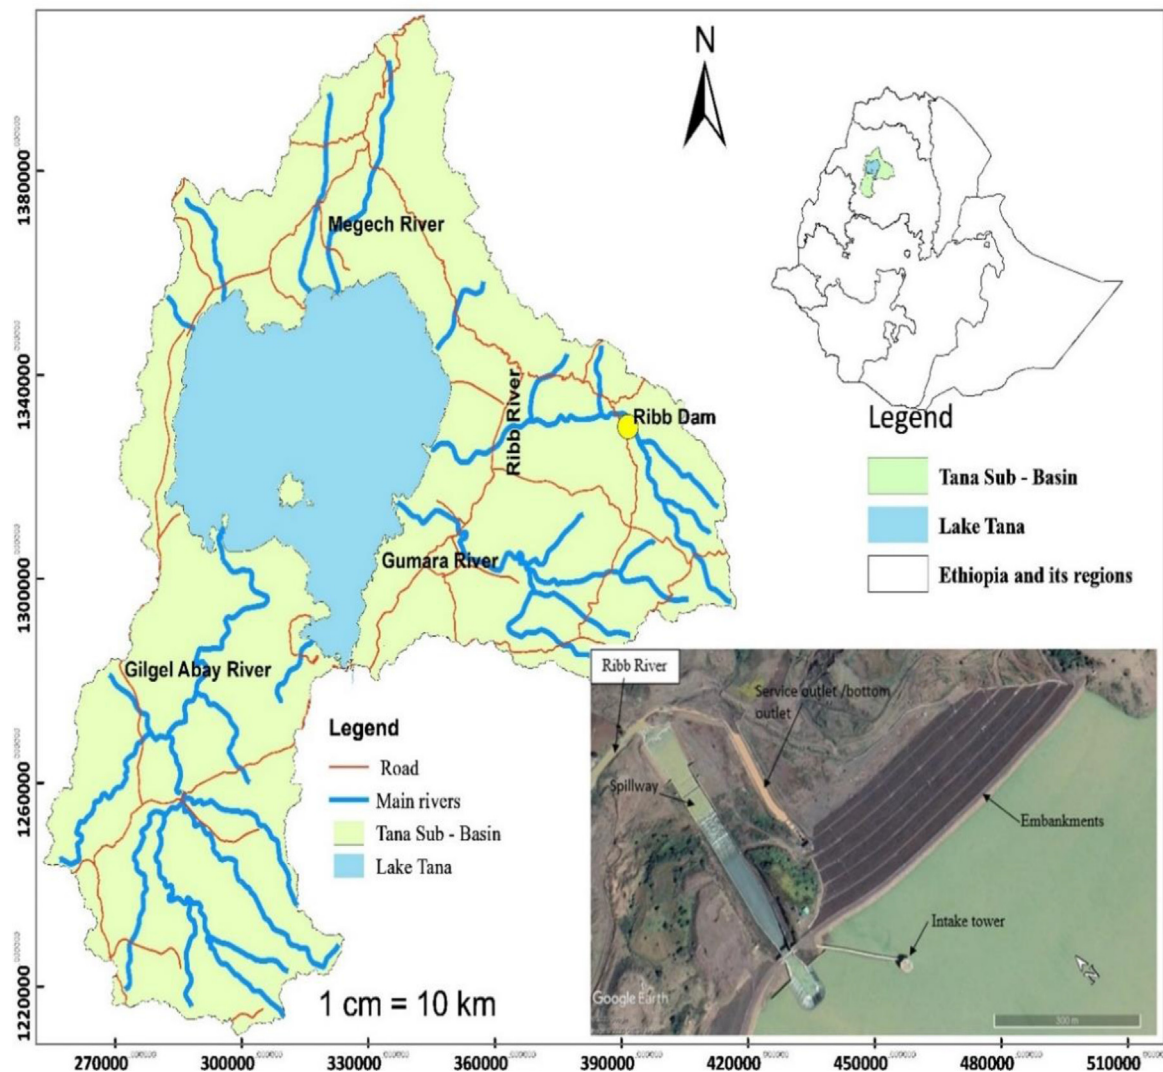 N
1380000
1340000
1300000
1260000
1220000
Megech River
Ribb River
Ribb Dam
Gumara River
Gilgel Abay River
Legend
Tana Sub - Basin
Lake Tana
Ethiopia and its regions
Legend
Road
Main rivers
Tana Sub - Basin
Lake Tana
1 cm = 10 km
Ribb River
Service outlet /bottom
outlet
Spillway
Embankments
Intake tower
Google Earth
300 m
270000 300000 330000 360000 390000 420000 450000 480000 510000